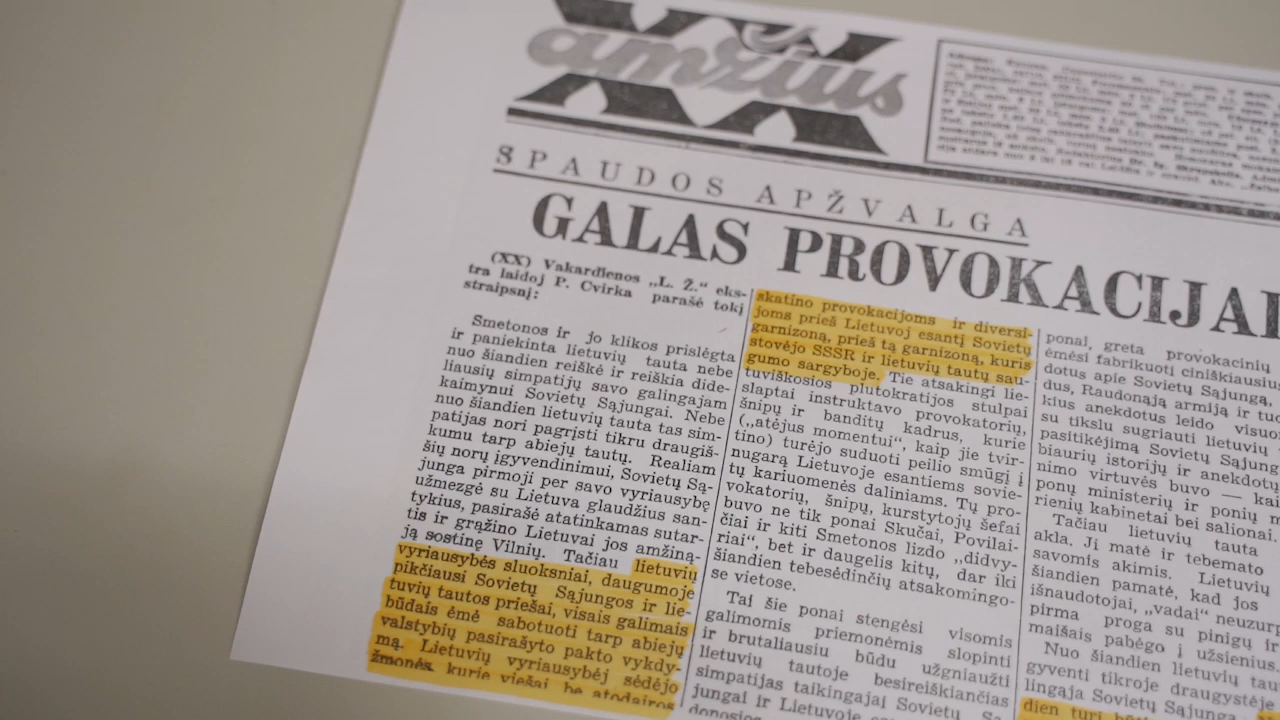 XX
amžius
SPAUDOS APŽVALGA
GALAS PROVOKACIJA
(XX) Vakardienos „L. Ž.“ eks-
tra laidoj P. Cvirka parašė tokį
straipsnį:
Smetonos ir jo klikos prislėgta
ir paniekinta lietuvių tauta nebe
nuo šiandien reiškė ir reiškia dide-
liausių simpatijų savo galingajam
kaimynui Sovietų Sąjungai. Nebe
nuo šiandien lietuvių tauta tas sim-
patijas nori pagrįsti tikru draugiš-
kumu tarp abiejų tautų. Realiam
šių norų įgyvendinimui, Sovietų Są-
junga pirmoji per savo vyriausybę
užmezgė su Lietuva glaudžius san-
tykius, pasirašė atatinkamas sutar-
tis ir grąžino Lietuvai jos amžiną-
ją sostinę Vilnių. Tačiau lietuvių
vyriausybės sluoksniai, daugumoje
pikčiausi Sovietų Sąjungos ir lie-
tuvių tautos priešai, visais galimais
būdais ėmė sabotuoti tarp abiejų
valstybių pasirašyto pakto vykdy-
mą. Lietuvių vyriausybėj sėdėjo
žmonės, kurie viešai, be atodairos
skatino provokacijoms ir diversi-
joms prieš Lietuvoj esantį Sovietų
garnizoną, prieš tą garnizoną, kuris
stovėjo SSSR ir lietuvių tautų sau-
gumo sargyboje. Tie atsakingi lie-
tuviškosios plutokratijos stulpai
slaptai instruktavo provokatorių,
šnipų ir banditų kadrus, kurie
(„atėjus momentui“, kaip jie tvir-
tino) turėjo suduoti peilio smūgį į
nugarą Lietuvoje esantiems sovie-
tų kariuomenės daliniams. Tų pro-
vokatorių, šnipų, kurstytojų šefai
buvo ne tik ponai Skučai, Povilai-
čiai ir kiti Smetonos lizdo „didvy-
riai“, bet ir daugelis kitų, dar iki
šiandien tebesėdinčių atsakomingo-
se vietose.
Tai šie ponai stengėsi visomis
galimomis priemonėmis slopinti
ir brutaliausiu būdu užgniaužti
lietuvių tautoje besireiškiančias
simpatijas taikingajai Sovietų Są-
jungai ir Lietuvoje
ponai, greta provokacinių
ėmėsi fabrikuoti ciniškiausius
dotus apie Sovietų Sąjungą,
dus, Raudonąją armiją ir tuo
kius anekdotus leido visuo
su tikslu sugriauti lietuvių
pasitikėjimą Sovietų Sąjung
biaurių istorijų ir anekdotų
nimo virtuvės buvo — kai
ponų ministerių ir ponių m
rienių kabinetai bei salionai.
Tačiau lietuvių tauta
akla. Ji matė ir tebemato
savomis akimis. Lietuvių
šiandien pamatė, kad jos
išnaudotojai, „vadai“ neuzurp
pirma proga su pinigų ir
maišais pabėgo į užsienius.
Nuo šiandien lietuvių tau
gyventi tikroje draugystėje
lingąja Sovietų Sąjunga
dien turi